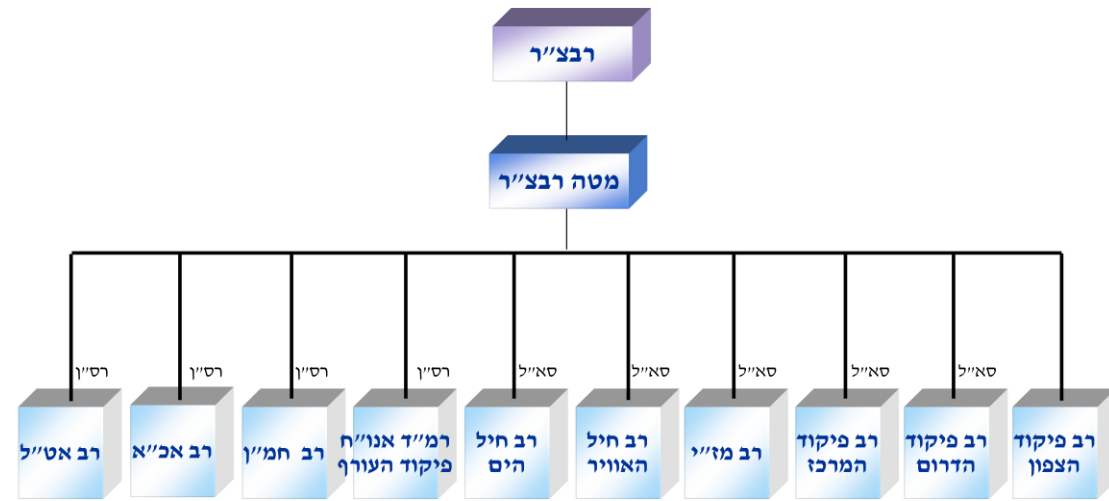 רבצ״ר
מטה רבצ״ר
סא״ל
סא״ל
סא״ל
סא״ל
סא״ל
רס״ן
רס״ן
רס״ן
רס״ן
רב פיקוד
הצפון
רב פיקוד
הדרום
רב פיקוד
המרכז
רב מז״י
רב חיל
האוויר
רב חיל
הים
רמ״ד אנו״ח
פיקוד העורף
רב חמ״ן
רב אכ״א
רב אט״ל